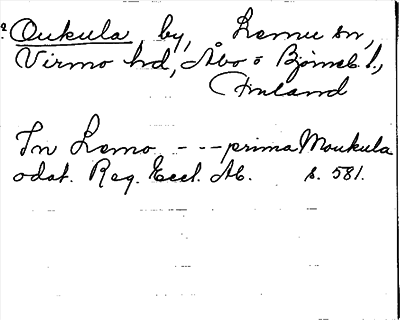 Oukula, by, Lemu sn,
Virmo hd, Åbo o Björneb. l.,
Finland
In Lemo - - - prima Moukula
odat. Reg. Eccl. Ab. s. 581.